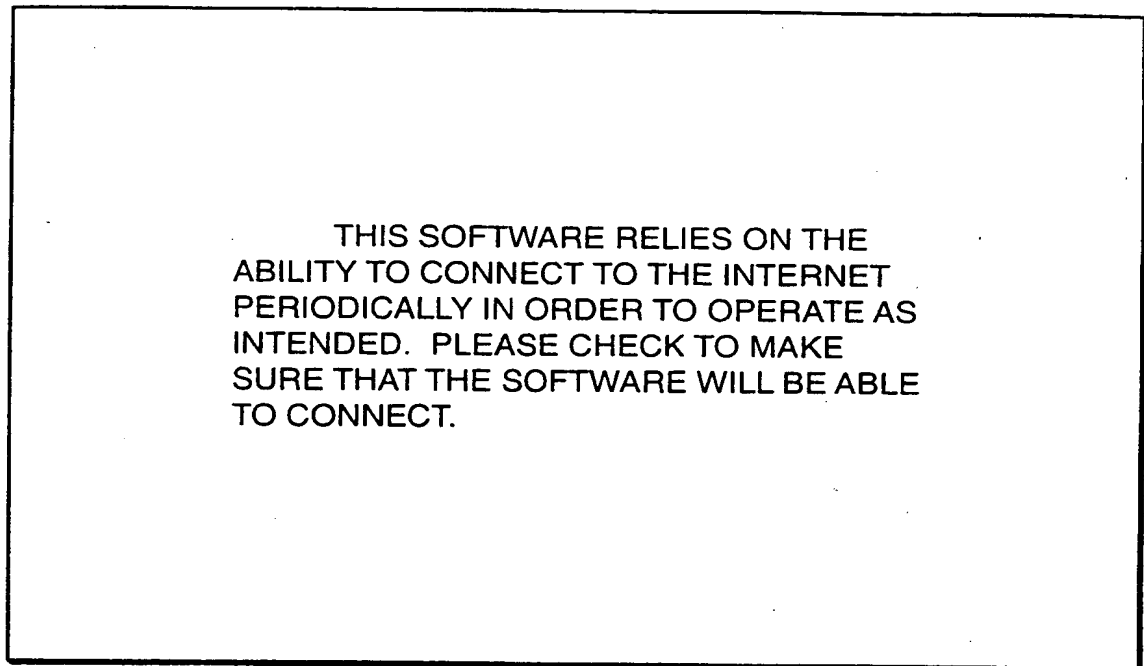 THIS SOFTWARE RELIES ON THE
ABILITY TO CONNECT TO THE INTERNET
PERIODICALLY IN ORDER TO OPERATE AS
INTENDED. PLEASE CHECK TO MAKE
SURE THAT THE SOFTWARE WILL BE ABLE
TO CONNECT.